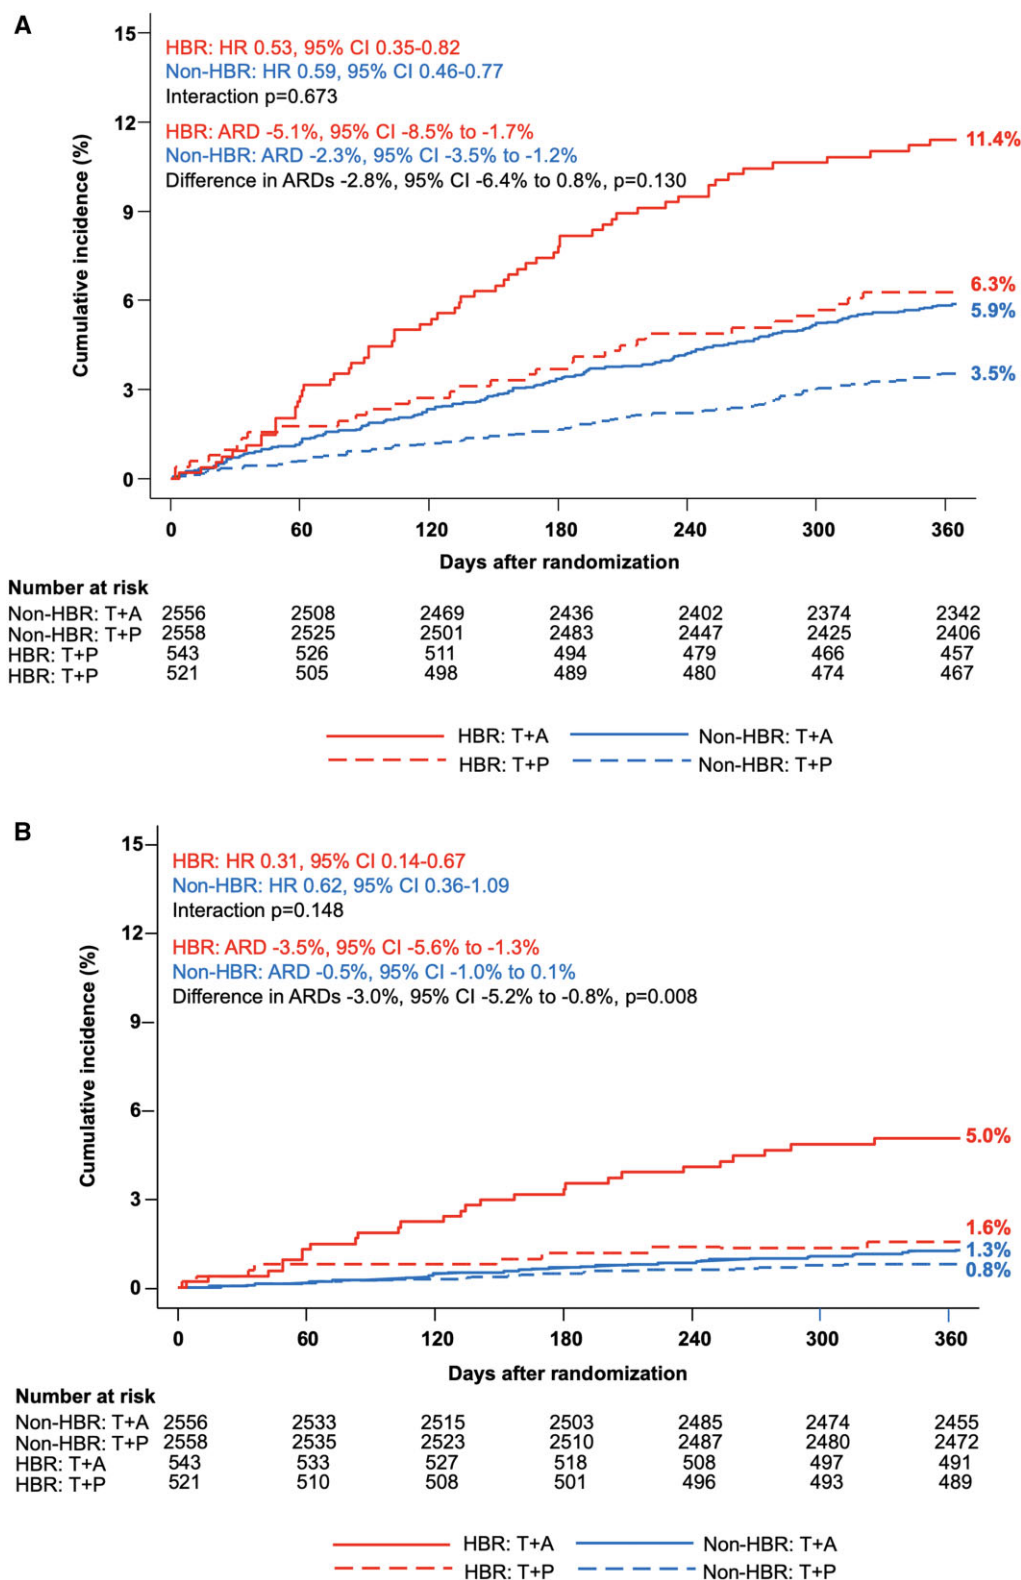 A
15
HBR: HR 0.53, 95% CI 0.35-0.82
Non-HBR: HR 0.59, 95% CI 0.46-0.77
Interaction p=0.673
12
HBR: ARD -5.1%, 95% CI -8.5% to -1.7%
Non-HBR: ARD -2.3%, 95% CI -3.5% to -1.2%
Difference in ARDs -2.8%, 95% CI -6.4% to 0.8%, p=0.130
11.4%
9
Cumulative incidence (%)
6
6.3%
5.9%
3
3.5%
0
0 60 120 180 240 300 360
Days after randomization
Number at risk
Non-HBR: T+A 2556 2508 2469 2436 2402 2374 2342
Non-HBR: T+P 2558 2525 2501 2483 2447 2425 2406
HBR: T+P 543 526 511 494 479 466 457
HBR: T+P 521 505 498 489 480 474 467
HBR: T+A Non-HBR: T+A
HBR: T+P Non-HBR: T+P
B
15
HBR: HR 0.31, 95% CI 0.14-0.67
Non-HBR: HR 0.62, 95% CI 0.36-1.09
Interaction p=0.148
12
HBR: ARD -3.5%, 95% CI -5.6% to -1.3%
Non-HBR: ARD -0.5%, 95% CI -1.0% to 0.1%
Difference in ARDs -3.0%, 95% CI -5.2% to -0.8%, p=0.008
9
Cumulative incidence (%)
6
5.0%
3
1.6%
1.3%
0.8%
0
0 60 120 180 240 300 360
Days after randomization
Number at risk
Non-HBR: T+A 2556 2533 2515 2503 2485 2474 2455
Non-HBR: T+P 2558 2535 2523 2510 2487 2480 2472
HBR: T+A 543 533 527 518 508 497 491
HBR: T+P 521 510 508 501 496 493 489
HBR: T+A Non-HBR: T+A
HBR: T+P Non-HBR: T+P